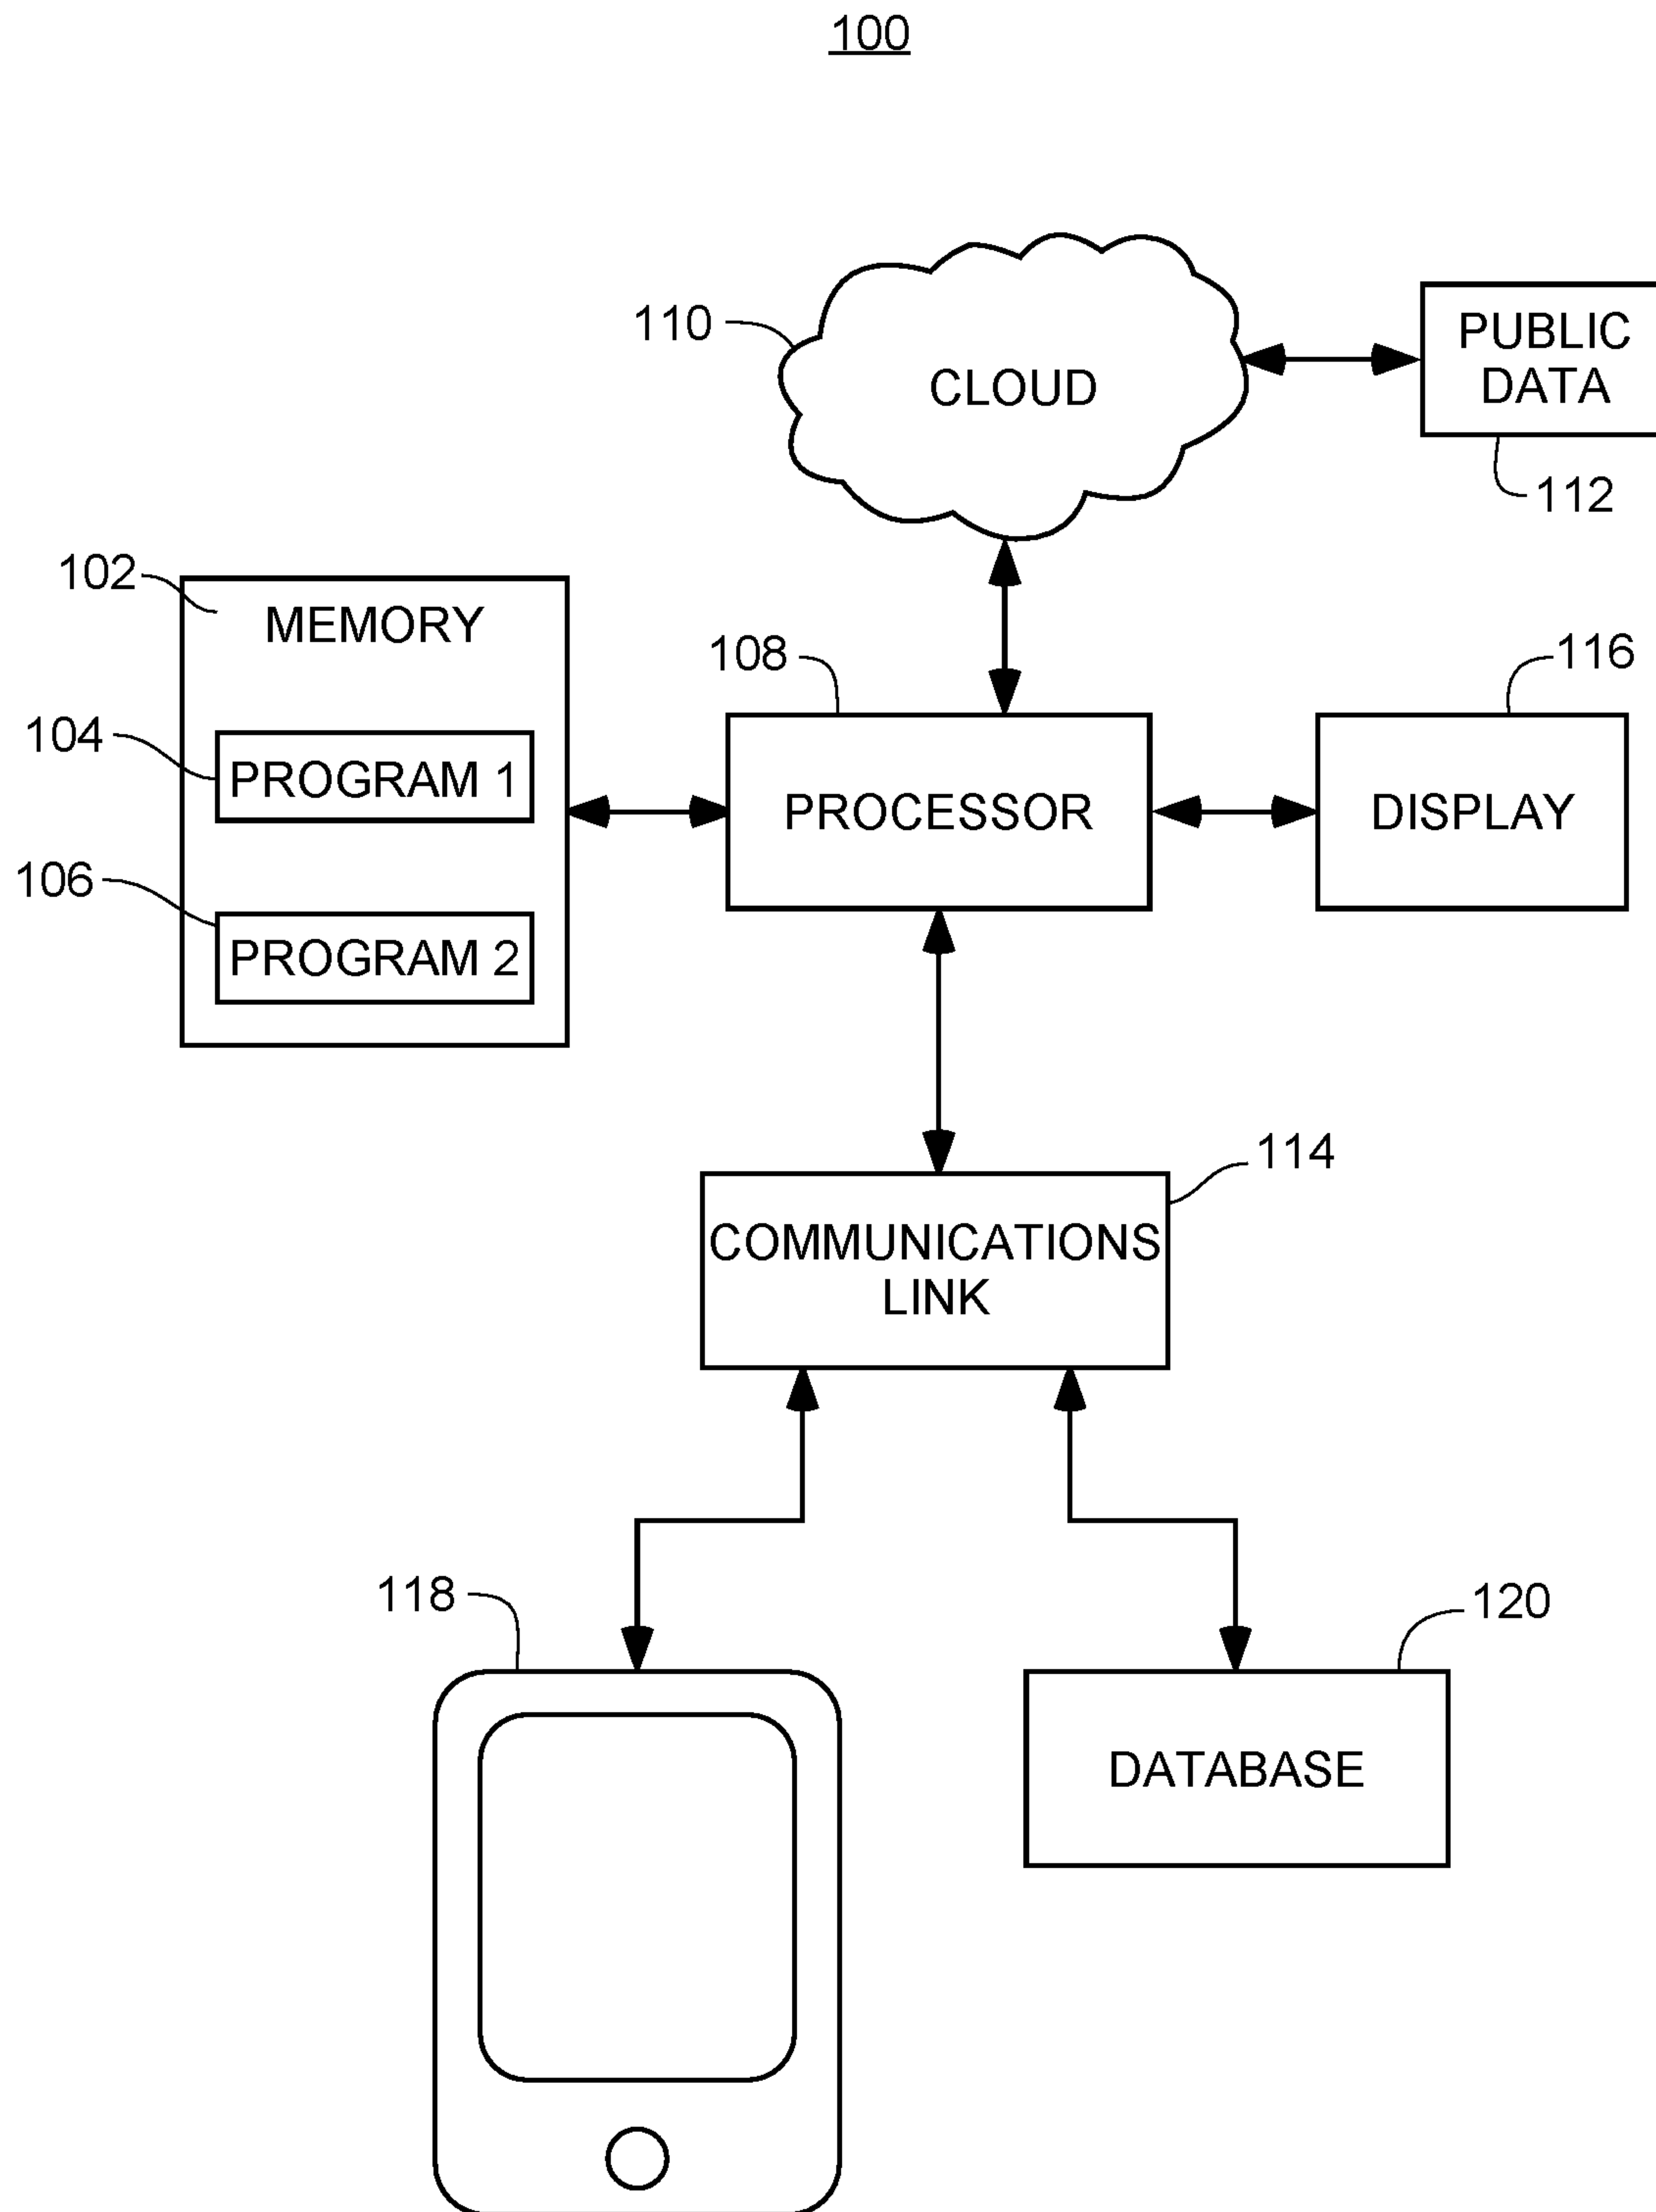 100
110
CLOUD
PUBLIC
DATA
112
102
MEMORY
108
116
104
PROGRAM 1
PROCESSOR
DISPLAY
106
PROGRAM 2
114
COMMUNICATIONS
LINK
118
120
DATABASE